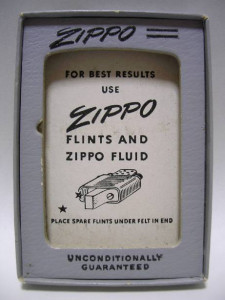 ZIPPO
FOR BEST RESULTS
USE
ZIPPO
FLINTS AND
ZIPPO FLUID
PLACE SPARE FLINTS UNDER FELT IN END
UNCONDITIONALLY
GUARANTEED